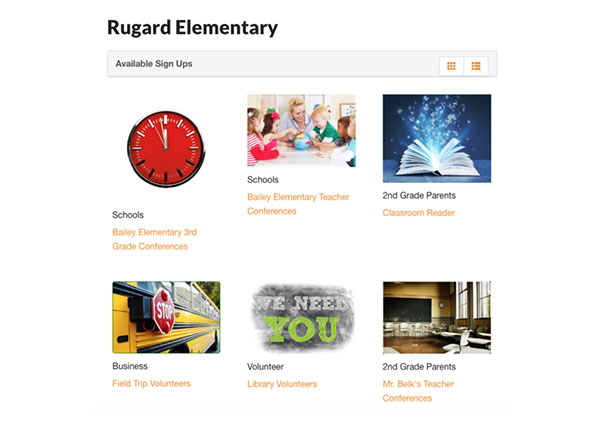 Rugard Elementary
Available Sign Ups
Schools
Bailey Elementary 3rd
Grade Conferences
Schools
Bailey Elementary Teacher
Conferences
2nd Grade Parents
Classroom Reader
STOP
Business
Field Trip Volunteers
WE NEED
YOU
Volunteer
Library Volunteers
2nd Grade Parents
Mr. Belk's Teacher
Conferences